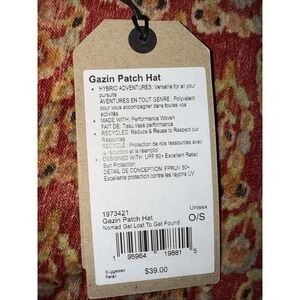 Gazin Patch Hat
HYBRID ADVENTURES: Versatile for all your
pursuits
AVENTURES EN TOUT GENRE : Polyvalent
pour vous accompagner dans toutes vos
activités
MADE WITH: Performance Woven
FAIT DE: Tissu tissé performance
RECYCLED: Reduce & Reuse to Respect our
Resources
RECYCLÉ : Protection de nos ressources avec
la réduction et le réemploi
DESIGNED WITH: UPF 50+ Excellent Rated
Sun Protection
DETAIL DE CONCEPTION: FPRUV 50+
Excellente protection contre les rayons UV
1973421
Gazin Patch Hat
Nomad Get Lost To Get Found
Unisex
O/S
1 95964 19881 5
Suggested
Retail
$39.00